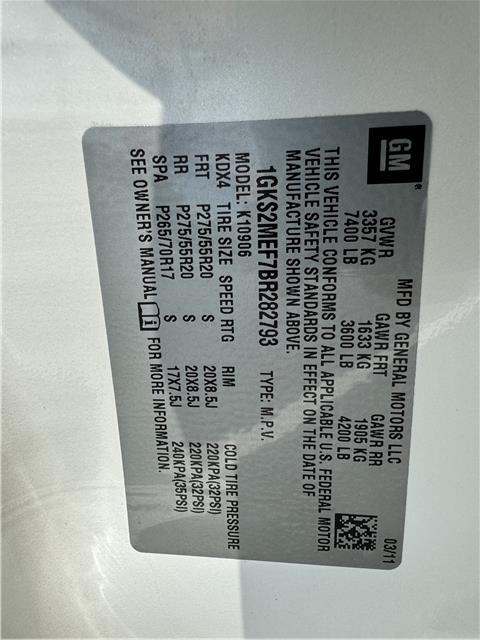 GM ®
MFD BY GENERAL MOTORS LLC 03/11
GVWR GAWR FRT GAWR RR
3357 KG 1633 KG 1905 KG
7400 LB 3600 LB 4200 LB
THIS VEHICLE CONFORMS TO ALL APPLICABLE U.S. FEDERAL MOTOR
VEHICLE SAFETY STANDARDS IN EFFECT ON THE DATE OF
MANUFACTURE SHOWN ABOVE.
1GKS2MEF7BR282793 TYPE: M.P.V.
MODEL: K10906
KDX4 TIRE SIZE SPEED RTG RIM COLD TIRE PRESSURE
FRT P275/55R20 S 20X8.5J 220KPA(32PSI)
RR P275/55R20 S 20X8.5J 220KPA(32PSI)
SPA P265/70R17 S 17X7.5J 240KPA(35PSI)
SEE OWNER'S MANUAL FOR MORE INFORMATION.